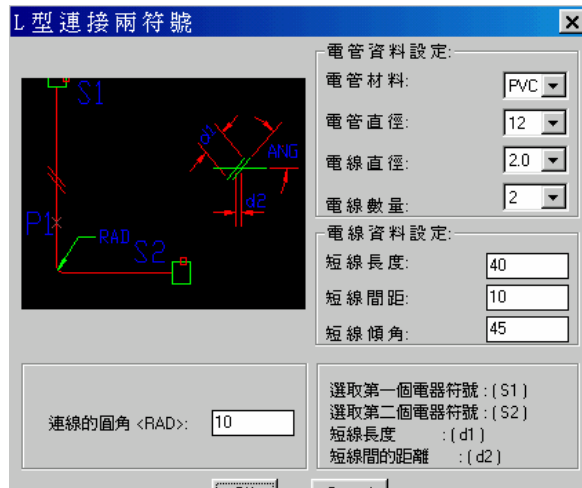 L型連接兩符號
電管資料設定:
電管材料:
PVC
電管直徑:
12
電線直徑:
2.0
電線數量:
2
S1
d1
ANG
d2
P1
RAD
S2
電線資料設定:
短線長度:
40
短線間距:
10
短線傾角:
45
連線的圓角 <RAD>:
10
選取第一個電器符號 : ( S1 )
選取第二個電器符號 : ( S2 )
短線長度 : ( d1 )
短線間的距離 : ( d2 )